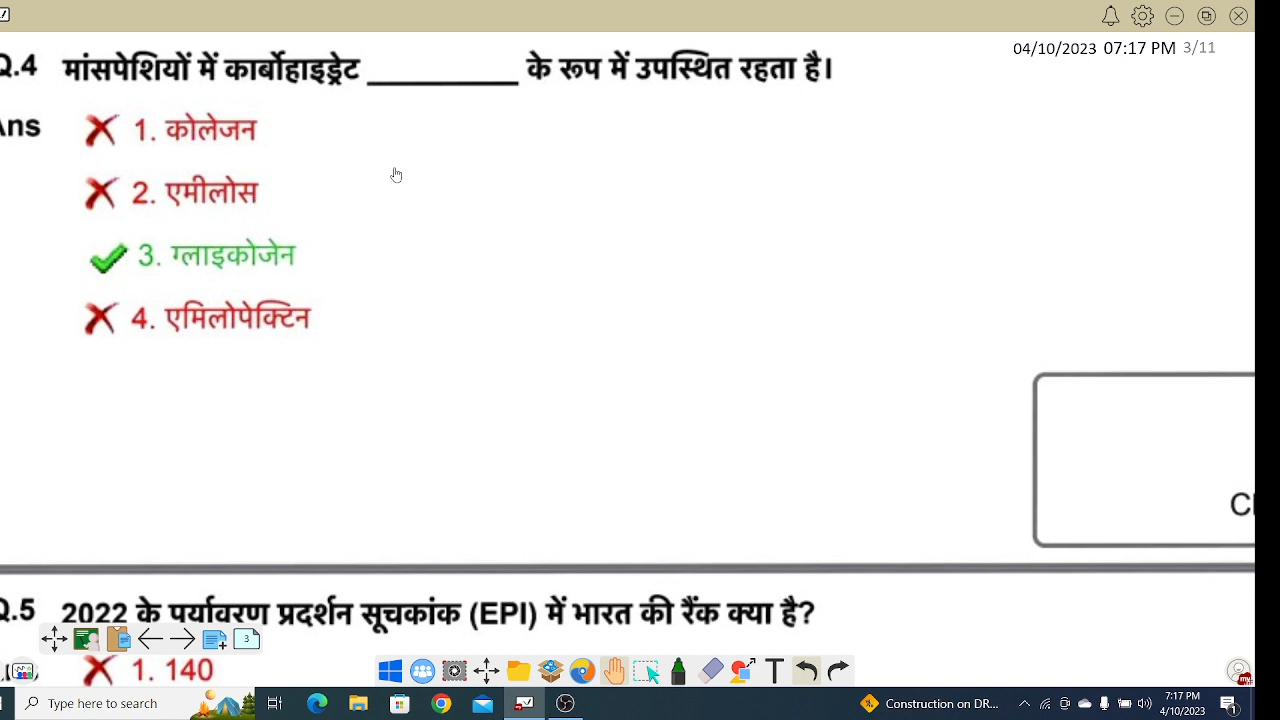 04/10/2023 07:17 PM 3/11
Q.4 मांसपेशियों में कार्बोहाइड्रेट __________ के रूप में उपस्थित रहता है।
Ans 1. कोलेजन
2. एमीलोस
3. ग्लाइकोजेन
4. एमिलोपेक्टिन
Q.5 2022 के पर्यावरण प्रदर्शन सूचकांक (EPI) में भारत की रैंक क्या है?
3
1. 140
Type here to search
Construction on DR...
7:17 PM
4/10/2023